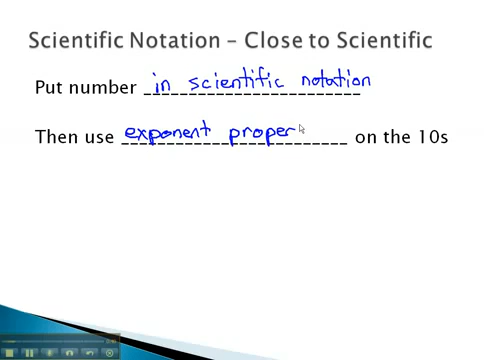 Scientific Notation – Close to Scientific
Put number in scientific notation
Then use exponent proper on the 10s